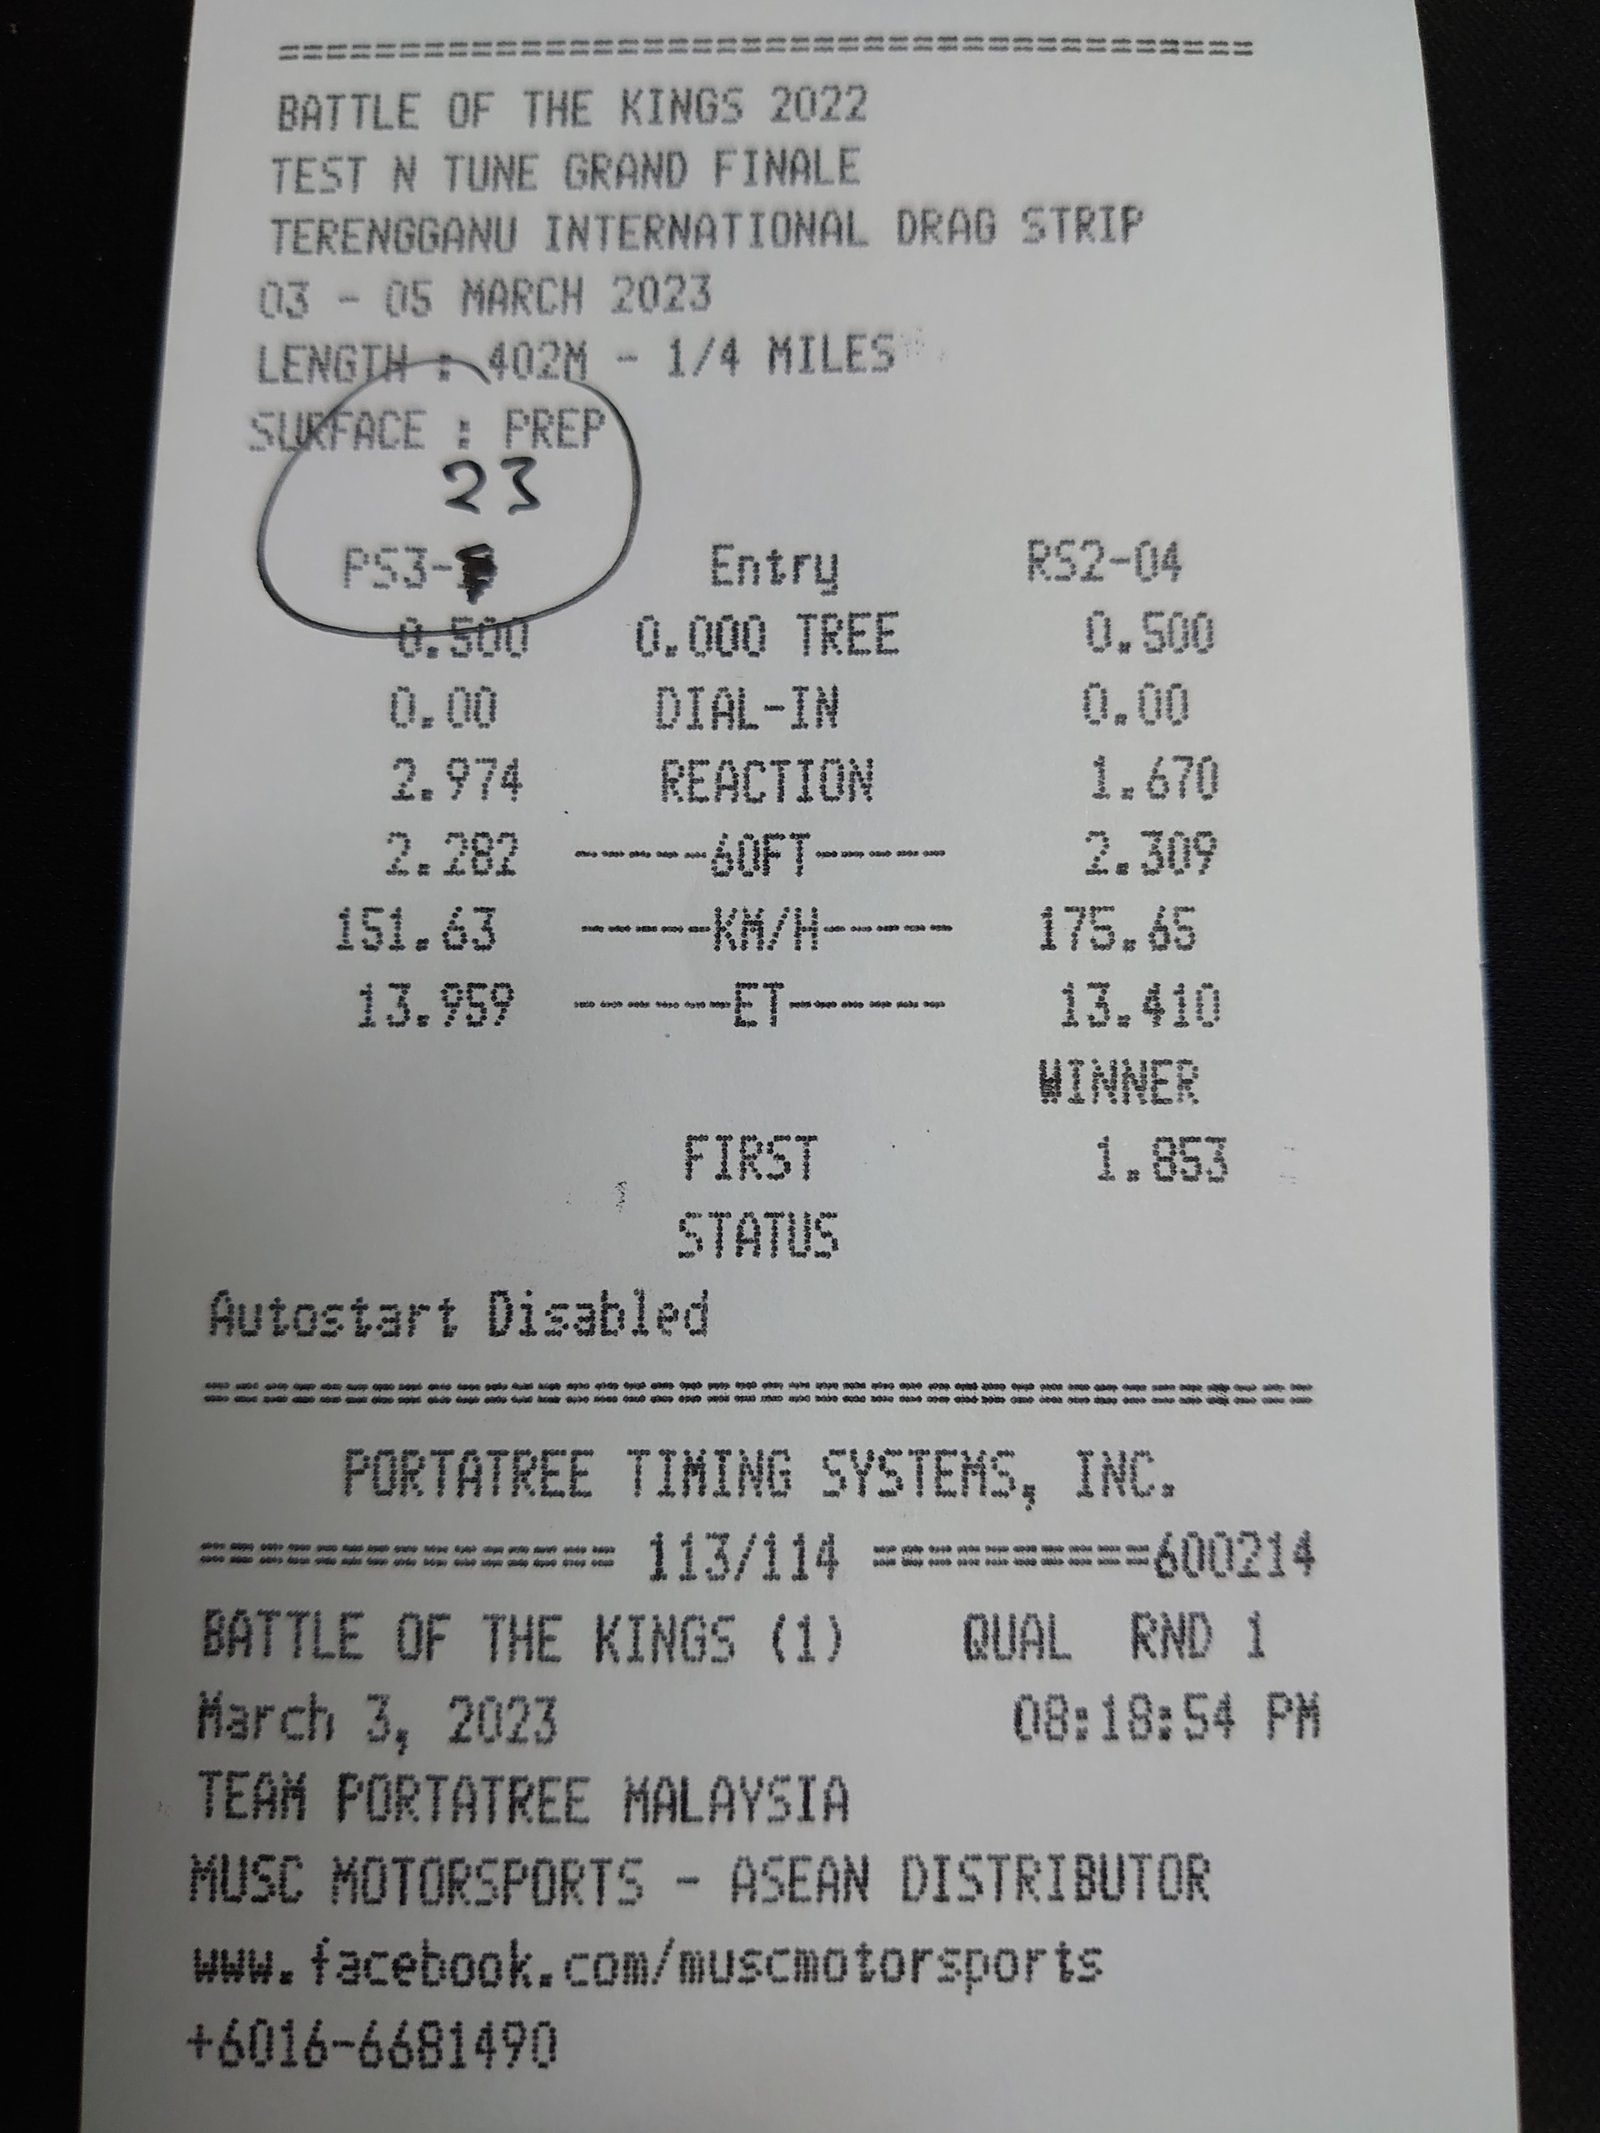 ========================================
BATTLE OF THE KINGS 2022
TEST N TUNE GRAND FINALE
TERENGGANU INTERNATIONAL DRAG STRIP
03 - 05 MARCH 2023
LENGTH : 402M - 1/4 MILES
SURFACE : PREP
23
PS3- Entry RS2-04
0.500 0.000 TREE 0.500
0.00 DIAL-IN 0.00
2.974 REACTION 1.670
2.282 -----60FT----- 2.309
151.63 -----KM/H----- 175.65
13.959 ------ET------ 13.410
WINNER
FIRST 1.853
STATUS
Autostart Disabled
========================================
PORTATREE TIMING SYSTEMS, INC.
=============== 113/114 ==========600214
BATTLE OF THE KINGS (1) QUAL RND 1
March 3, 2023 08:18:54 PM
TEAM PORTATREE MALAYSIA
MUSC MOTORSPORTS - ASEAN DISTRIBUTOR
www.facebook.com/muscmotorsports
+6016-6681490